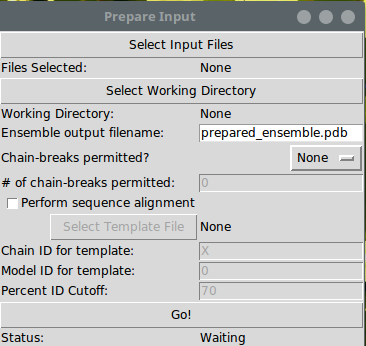 Prepare Input
Select Input Files
Files Selected: None
Select Working Directory
Working Directory: None
Ensemble output filename: prepared_ensemble.pdb
Chain-breaks permitted? None
# of chain-breaks permitted: 0
Perform sequence alignment
Select Template File None
Chain ID for template: X
Model ID for template: 0
Percent ID Cutoff: 70
Go!
Status: Waiting